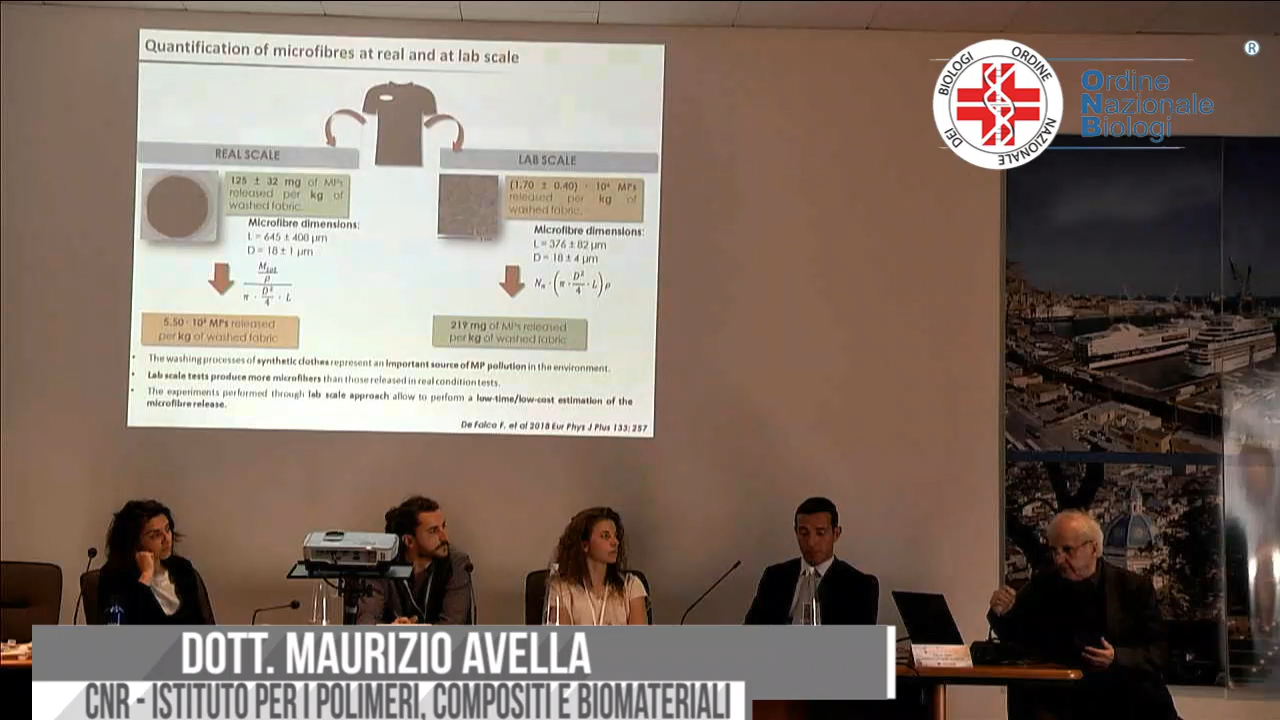 Quantification of microfibres at real and at lab scale
REAL SCALE
125 ± 32 mg of MPs
released per kg of
washed fabric.
Microfibre dimensions:
L = 645 ± 408 µm
D = 18 ± 1 µm
per kg of washed fabric
LAB SCALE
(1.70 ± 0.40) · 10⁶ MPs
released per kg of
washed fabric.
Microfibre dimensions:
L = 376 ± 82 µm
D = 18 ± 4 µm
219 mg of MPs released
per kg of washed fabric
• The washing processes of synthetic clothes represent an important source of MP pollution in the environment.
• Lab scale tests produce more microfibers than those released in real condition tests.
• The experiments performed through lab scale approach allow to perform a low-time/low-cost estimation of the
microfibre release.
De Falco F. et al 2018 Eur Phys J Plus 133: 257
ORDINE NAZIONALE DEI BIOLOGI
Ordine
Nazionale
Biologi
®
DOTT. MAURIZIO AVELLA
CNR - ISTITUTO PER I POLIMERI, COMPOSITI E BIOMATERIALI